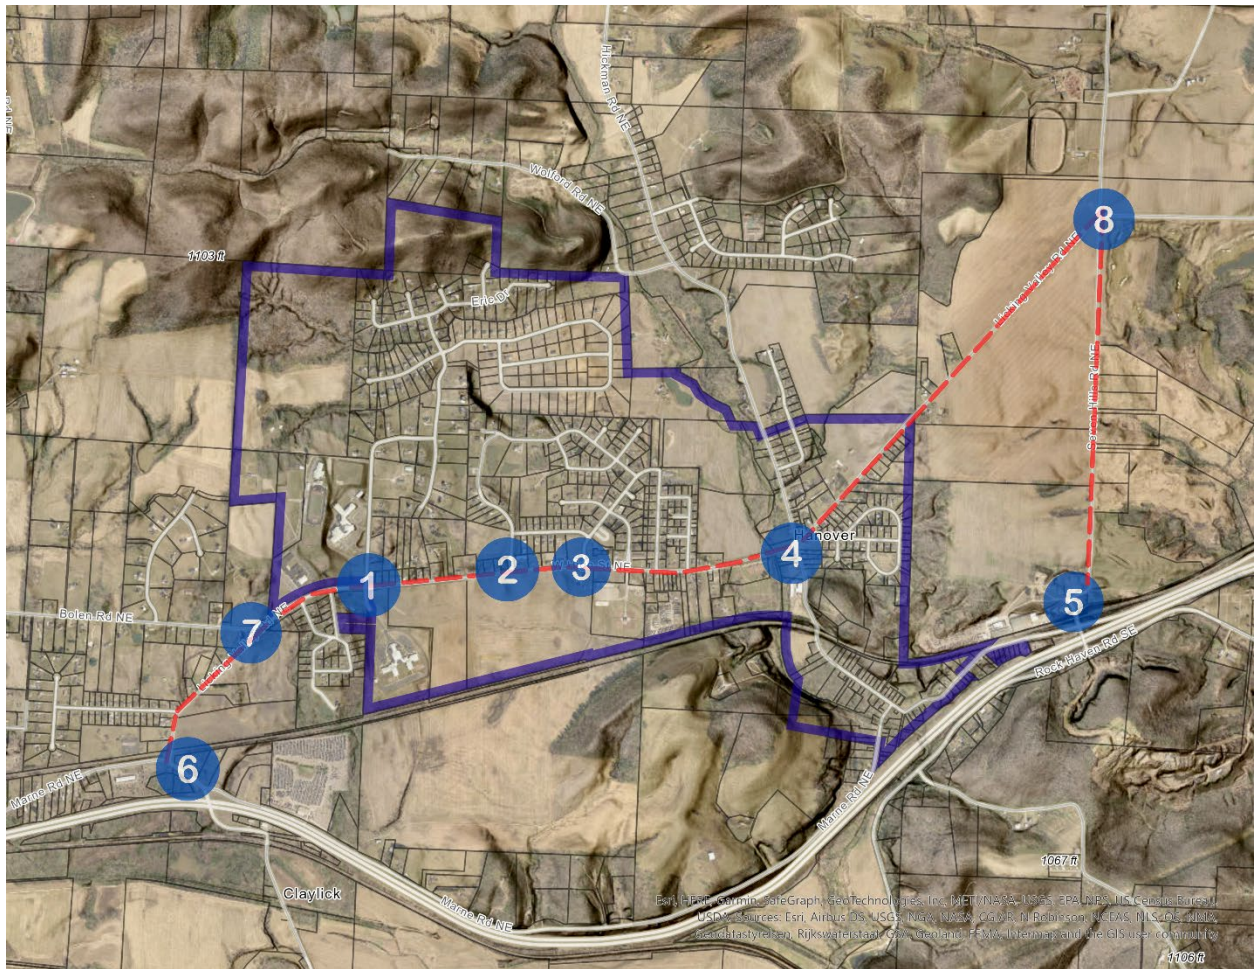 Hickman Rd NE
Wolford Rd NE
8
1103 ft
Eric Dr
Hanover
1
2
3
4
5
Bolen Rd NE
7
Rock Haven Rd SE
6
Marne Rd NE
Marne Rd NE
1067 ft
Claylick
Marne Rd NE
Esri, HERE, Garmin, SafeGraph, GeoTechnologies, Inc, METI/NASA, USGS, EPA, NPS, US Census Bureau,
USDA, Sources: Esri, Airbus DS, USGS, NGA, NASA, CGIAR, N Robinson, NCEAS, NLS, OS, NMA,
Geodatastyrelsen, Rijkswaterstaat, GSA, Geoland, FEMA, Intermap and the GIS user community
1106 ft